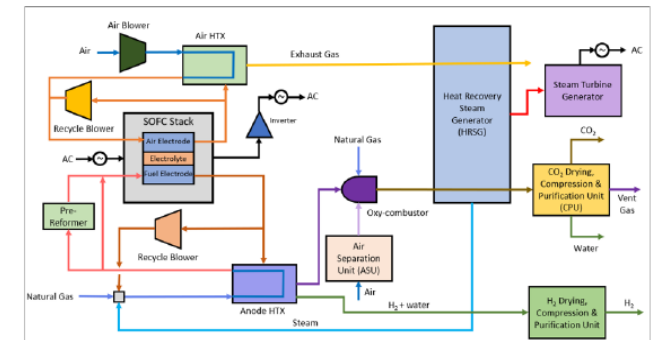 Air Blower
Air HTX
Air
Exhaust Gas
AC
Recycle Blower
SOFC Stack
Air Electrode
Electrolyte
Fuel Electrode
AC
AC
Inverter
Heat Recovery
Steam
Generator
(HRSG)
Steam Turbine
Generator
Natural Gas
CO2
CO2 Drying,
Compression &
Purification Unit
(CPU)
Vent
Gas
Water
Oxy-combustor
Pre-
Reformer
Recycle Blower
Air
Separation
Unit (ASU)
Air
Natural Gas
Anode HTX
H2 + water
Steam
H2 Drying,
Compression &
Purification Unit
H2